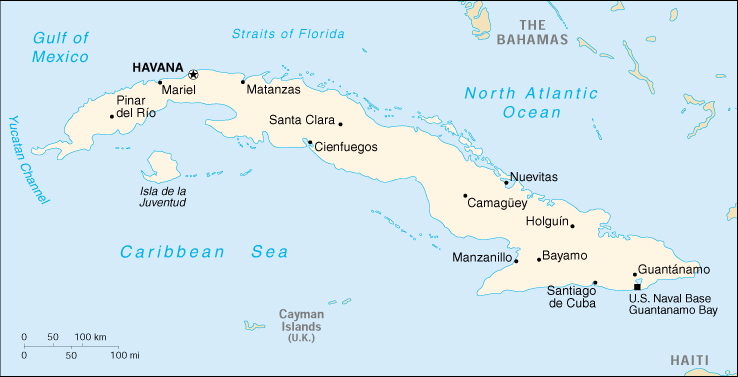 THE
BAHAMAS
Gulf of
Mexico
Straits of Florida
HAVANA
Mariel
Matanzas
North Atlantic
Ocean
Pinar
del Río
Santa Clara
Yucatan Channel
Cienfuegos
Isla de la
Juventud
Nuevitas
Camagüey
Holguín
Caribbean Sea
Manzanillo
Bayamo
Guantánamo
Santiago
de Cuba
U.S. Naval Base
Guantanamo Bay
Cayman
Islands
(U.K.)
0 50 100 km
0 50 100 mi
HAITI